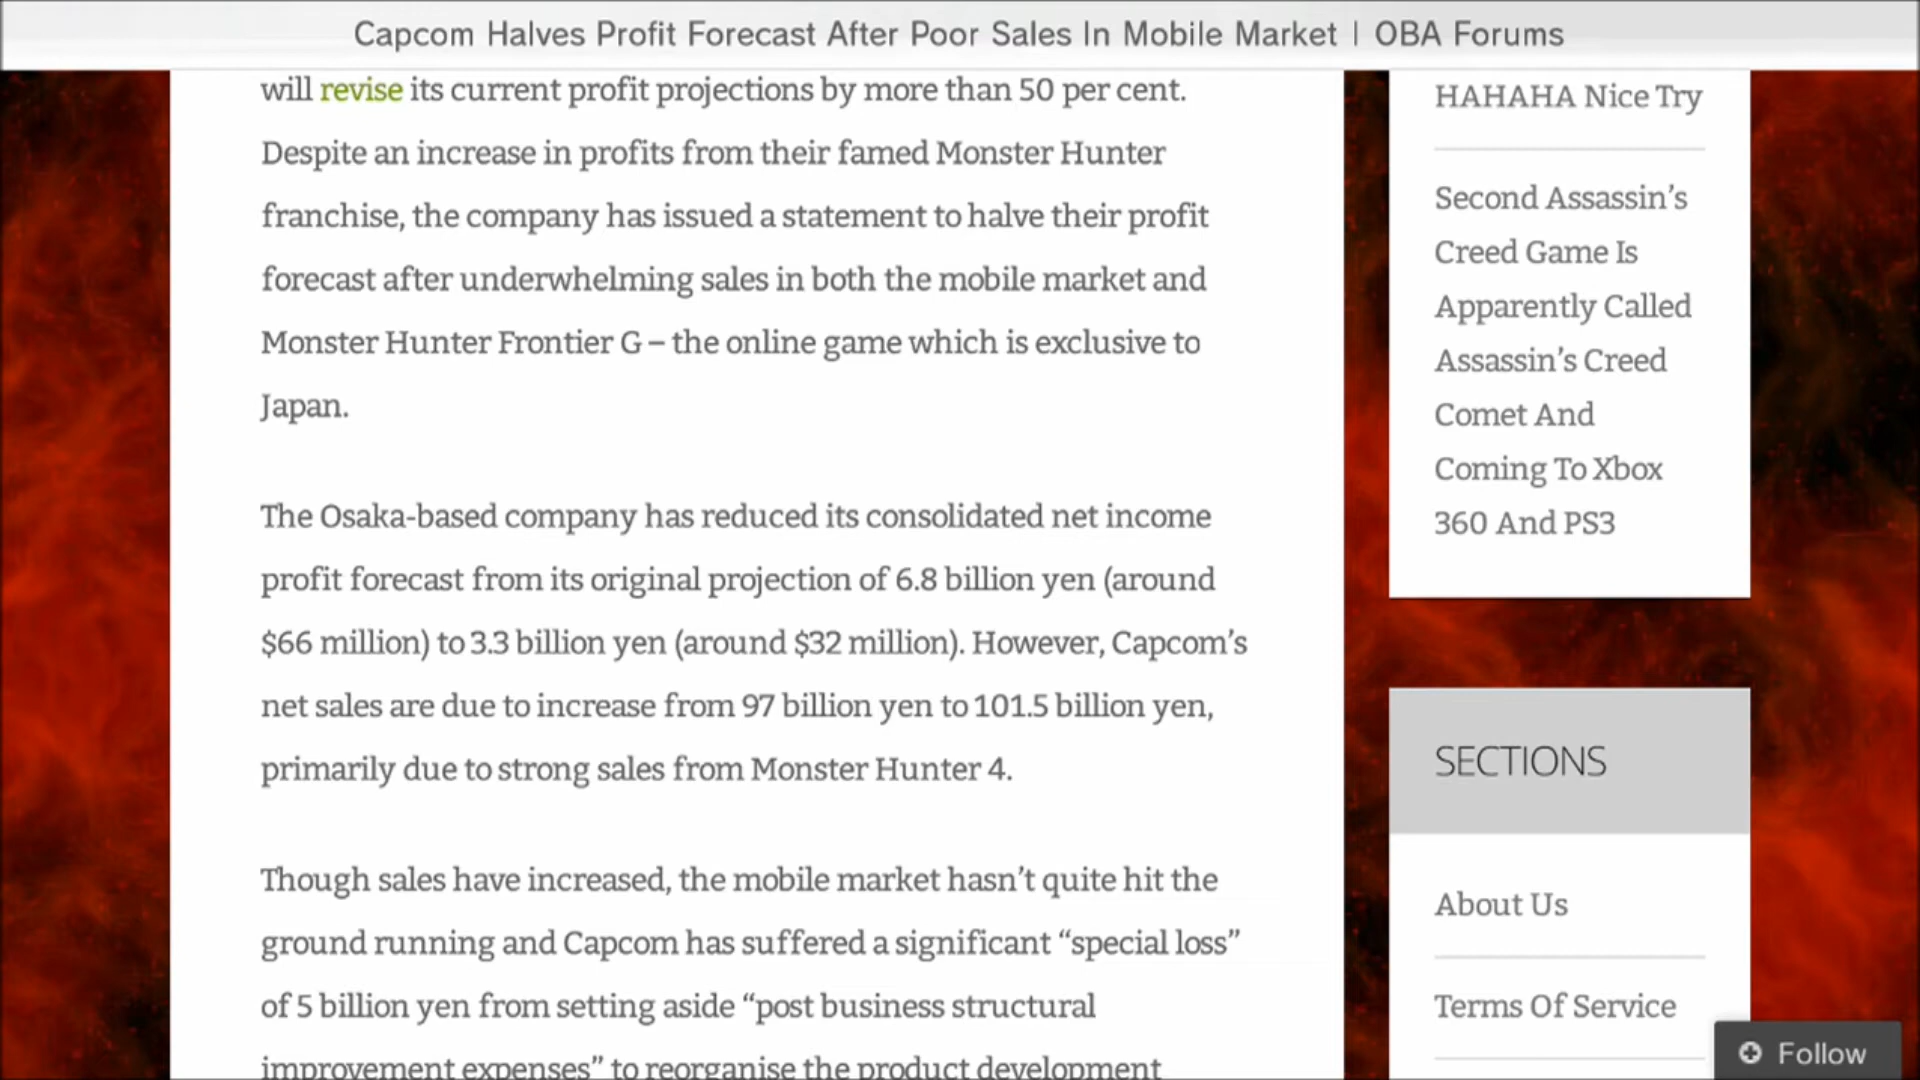 Capcom Halves Profit Forecast After Poor Sales In Mobile Market | OBA Forums
will revise its current profit projections by more than 50 per cent.
Despite an increase in profits from their famed Monster Hunter
franchise, the company has issued a statement to halve their profit
forecast after underwhelming sales in both the mobile market and
Monster Hunter Frontier G – the online game which is exclusive to
Japan.
The Osaka-based company has reduced its consolidated net income
profit forecast from its original projection of 6.8 billion yen (around
$66 million) to 3.3 billion yen (around $32 million). However, Capcom’s
net sales are due to increase from 97 billion yen to 101.5 billion yen,
primarily due to strong sales from Monster Hunter 4.
Though sales have increased, the mobile market hasn’t quite hit the
ground running and Capcom has suffered a significant “special loss”
of 5 billion yen from setting aside “post business structural
improvement expenses” to reorganise the product development
HAHAHA Nice Try
Second Assassin’s
Creed Game Is
Apparently Called
Assassin’s Creed
Comet And
Coming To Xbox
360 And PS3
SECTIONS
About Us
Terms Of Service
Follow